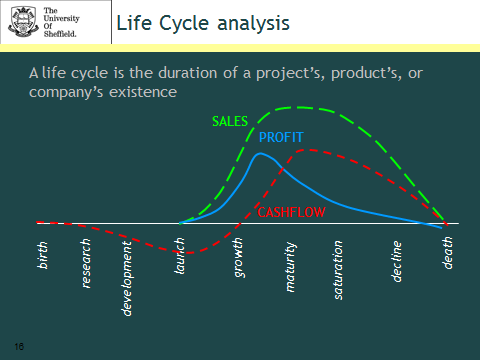 The
University
Of
Sheffield.
Life Cycle analysis
A life cycle is the duration of a project’s, product’s, or
company’s existence
SALES
PROFIT
CASHFLOW
birth
research
development
launch
growth
maturity
saturation
decline
death
16